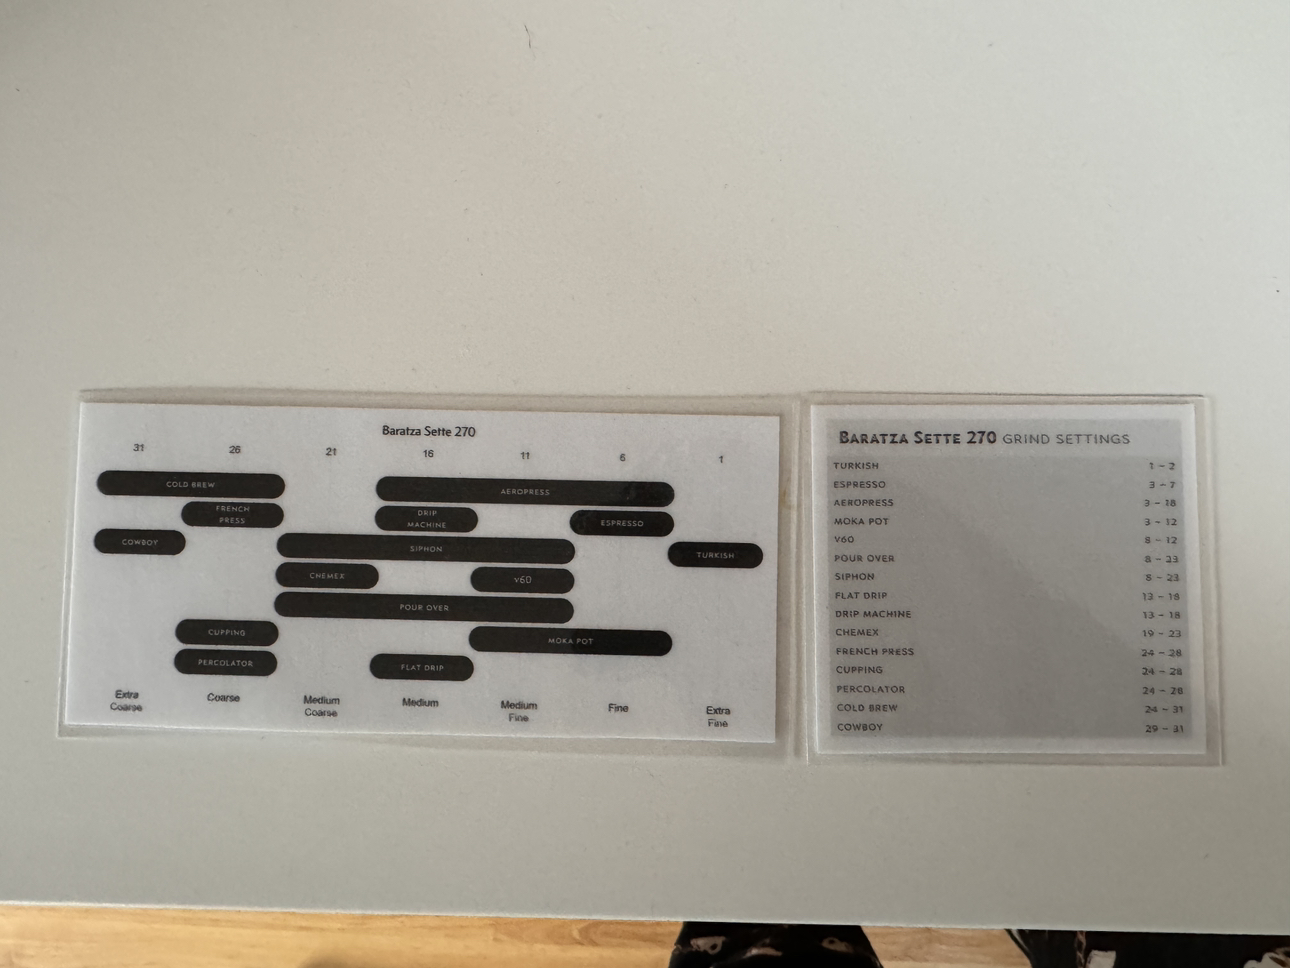 Baratza Sette 270
31 26 21 16 11 6 1
COLD BREW
AEROPRESS
FRENCH
PRESS
DRIP
MACHINE
ESPRESSO
COWBOY
SIPHON
TURKISH
CHEMEX
V60
POUR OVER
CUPPING
MOKA POT
PERCOLATOR
FLAT DRIP
Extra
Coarse
Coarse
Medium
Coarse
Medium
Medium
Fine
Fine
Extra
Fine
BARATZA SETTE 270 GRIND SETTINGS
TURKISH 1 - 2
ESPRESSO 3 - 7
AEROPRESS 3 - 18
MOKA POT 3 - 12
V60 8 - 12
POUR OVER 8 - 23
SIPHON 8 - 23
FLAT DRIP 13 - 18
DRIP MACHINE 13 - 18
CHEMEX 19 - 23
FRENCH PRESS 24 - 28
CUPPING 24 - 28
PERCOLATOR 24 - 28
COLD BREW 24 - 31
COWBOY 29 - 31